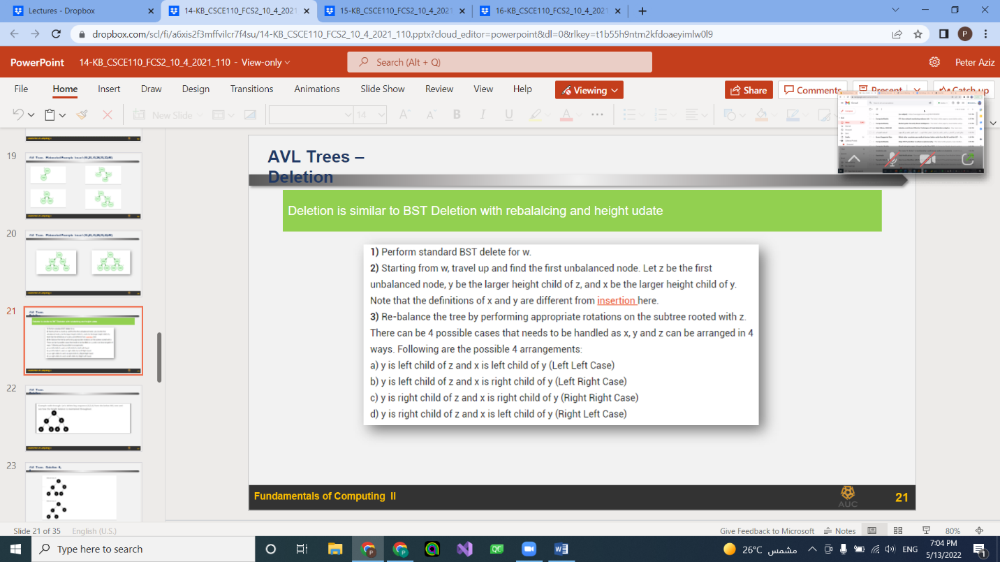 Lectures - Dropbox
14-KB_CSCE110_FCS2_10_4_2021
15-KB_CSCE110_FCS2_10_4_2021
16-KB_CSCE110_FCS2_10_4_2021
dropbox.com/scl/fi/a6xis2f3mffvilcr7f4su/14-KB_CSCE110_FCS2_10_4_2021_110.pptx?cloud_editor=powerpoint&dl=0&rlkey=t1b55h9ntm2kfdoaeyimlw0l9
P
PowerPoint 14-KB_CSCE110_FCS2_10_4_2021_110 - View-only
Search (Alt + Q)
Peter Aziz
File Home Insert Draw Design Transitions Animations Slide Show Review View Help
Viewing
Share
Comments
Present
Catch up
New Slide
14
19
20
21
22
23
AVL Trees –
Deletion
Deletion is similar to BST Deletion with rebalalcing and height udate
1) Perform standard BST delete for w.
2) Starting from w, travel up and find the first unbalanced node. Let z be the first
unbalanced node, y be the larger height child of z, and x be the larger height child of y.
Note that the definitions of x and y are different from insertion here.
3) Re-balance the tree by performing appropriate rotations on the subtree rooted with z.
There can be 4 possible cases that needs to be handled as x, y and z can be arranged in 4
ways. Following are the possible 4 arrangements:
a) y is left child of z and x is left child of y (Left Left Case)
b) y is left child of z and x is right child of y (Left Right Case)
c) y is right child of z and x is right child of y (Right Right Case)
d) y is right child of z and x is left child of y (Right Left Case)
Fundamentals of Computing II
AUC
21
Slide 21 of 35 English (U.S.)
Give Feedback to Microsoft Notes 80%
Type here to search
26°C مشمس
ENG
7:04 PM
5/13/2022
1